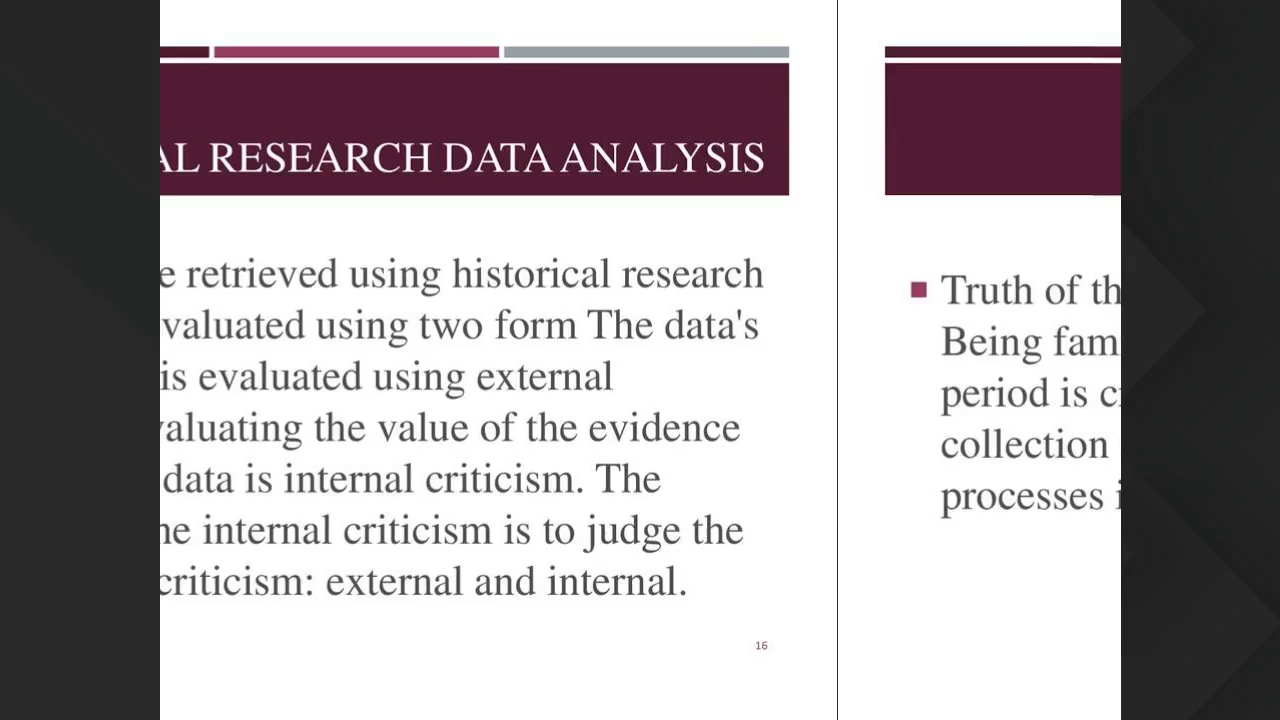 AL RESEARCH DATA ANALYSIS
e retrieved using historical research
valuated using two form The data's
is evaluated using external
valuating the value of the evidence
data is internal criticism. The
he internal criticism is to judge the
criticism: external and internal.
16
Truth of th
Being fam
period is c
collection
processes i